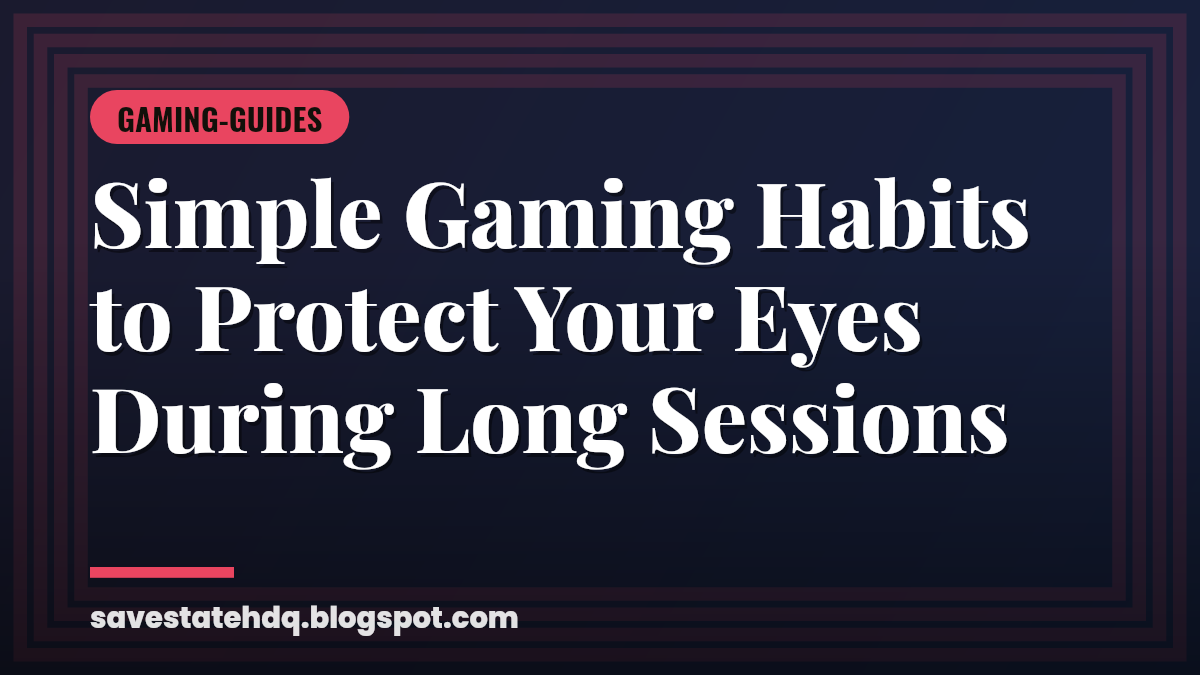 GAMING-GUIDES
Simple Gaming Habits
to Protect Your Eyes
During Long Sessions
savestatehdq.blogspot.com